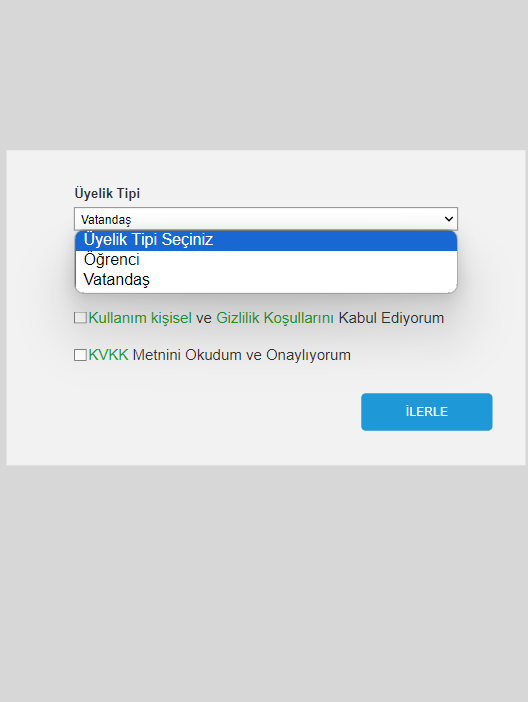 Üyelik Tipi
Vatandaş
Üyelik Tipi Seçiniz
Öğrenci
Vatandaş
Kullanım kişisel ve Gizlilik Koşullarını Kabul Ediyorum
KVKK Metnini Okudum ve Onaylıyorum
İLERLE